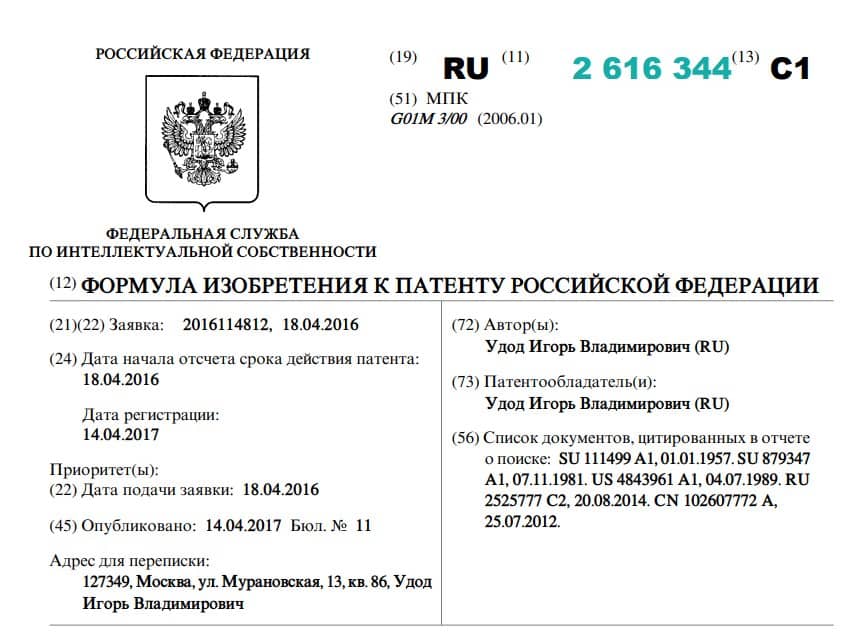 РОССИЙСКАЯ ФЕДЕРАЦИЯ
ФЕДЕРАЛЬНАЯ СЛУЖБА
ПО ИНТЕЛЛЕКТУАЛЬНОЙ СОБСТВЕННОСТИ
(19) RU (11) 2 616 344 (13) C1
(51) МПК
G01M 3/00 (2006.01)
(12) ФОРМУЛА ИЗОБРЕТЕНИЯ К ПАТЕНТУ РОССИЙСКОЙ ФЕДЕРАЦИИ
(21)(22) Заявка: 2016114812, 18.04.2016
(24) Дата начала отсчета срока действия патента:
18.04.2016
Дата регистрации:
14.04.2017
Приоритет(ы):
(22) Дата подачи заявки: 18.04.2016
(45) Опубликовано: 14.04.2017 Бюл. № 11
Адрес для переписки:
127349, Москва, ул. Мурановская, 13, кв. 86, Удод
Игорь Владимирович
(72) Автор(ы):
Удод Игорь Владимирович (RU)
(73) Патентообладатель(и):
Удод Игорь Владимирович (RU)
(56) Список документов, цитированных в отчете
о поиске: SU 111499 A1, 01.01.1957. SU 879347
A1, 07.11.1981. US 4843961 A1, 04.07.1989. RU
2525777 C2, 20.08.2014. CN 102607772 A,
25.07.2012.